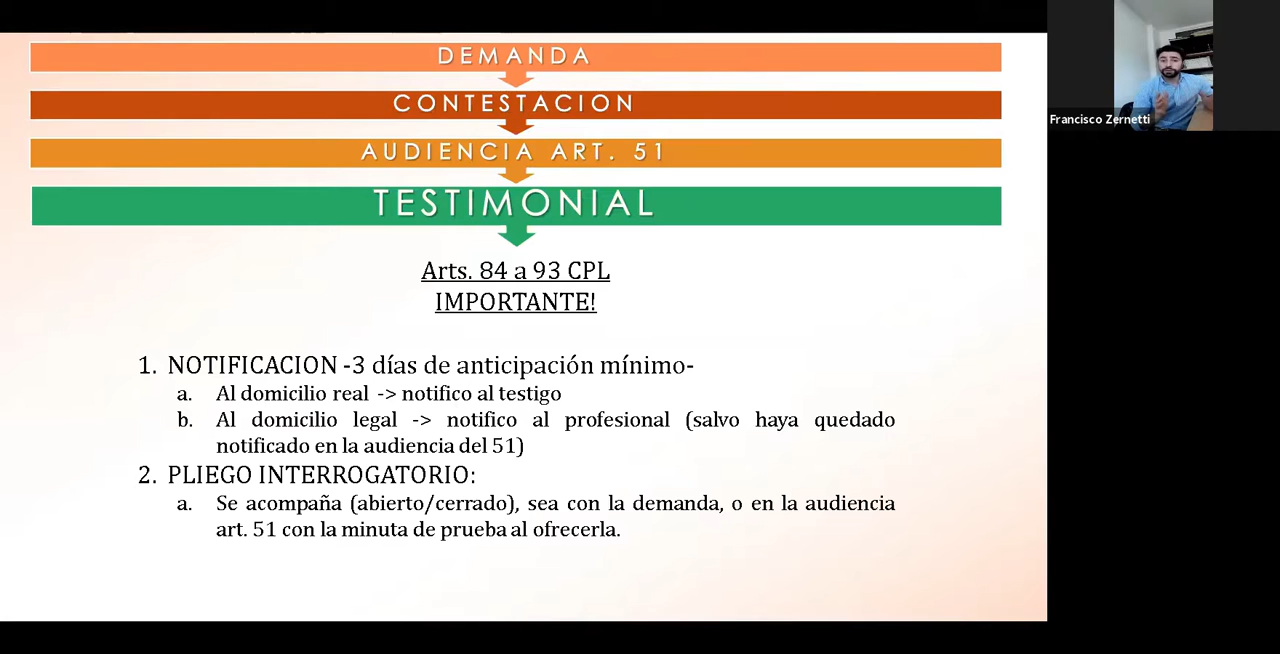 DEMANDA
CONTESTACION
AUDIENCIA ART. 51
TESTIMONIAL
Arts. 84 a 93 CPL
IMPORTANTE!
1. NOTIFICACION -3 días de anticipación mínimo-
a. Al domicilio real -> notifico al testigo
b. Al domicilio legal -> notifico al profesional (salvo haya quedado
notificado en la audiencia del 51)
2. PLIEGO INTERROGATORIO:
a. Se acompaña (abierto/cerrado), sea con la demanda, o en la audiencia
art. 51 con la minuta de prueba al ofrecerla.
Francisco Zernetti